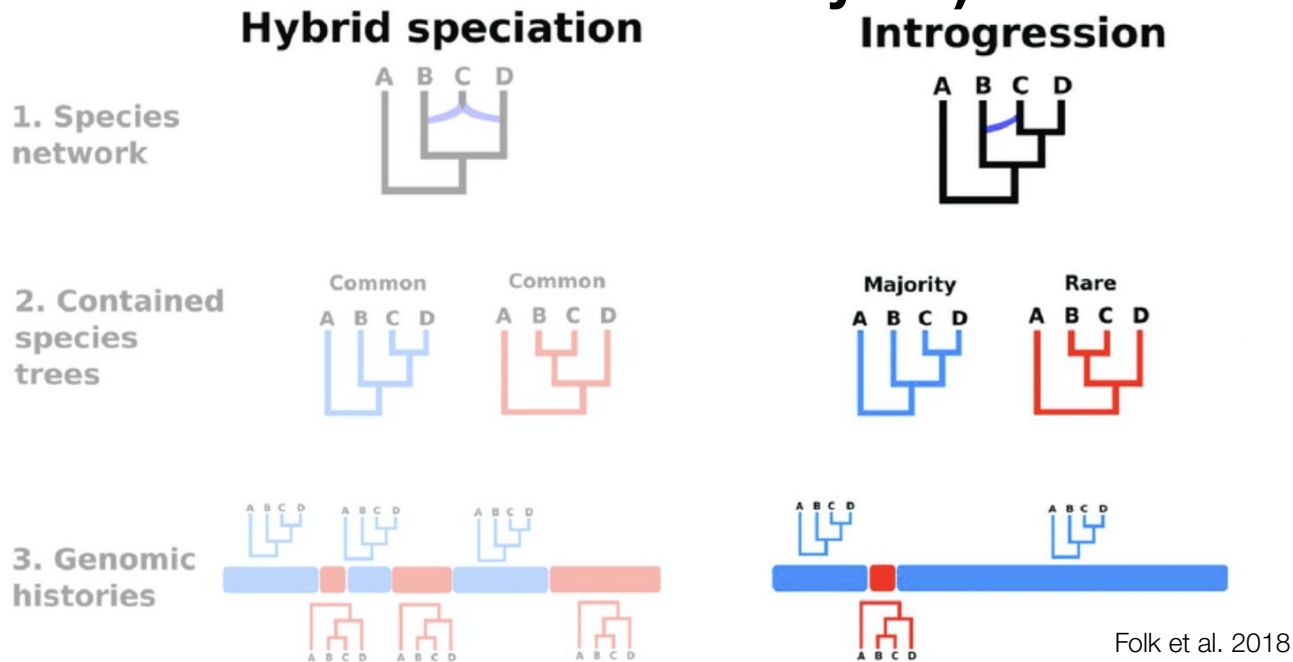 Hybrid speciation
Introgression
A B C D
A B C D
1. Species
network
2. Contained
species
trees
Common
Common
Majority
Rare
A B C D
A B C D
A B C D
A B C D
3. Genomic
histories
A B C D
A B C D
A B C D
A B C D
A B C D
A B C D
A B C D
A B C D
A B C D
Folk et al. 2018